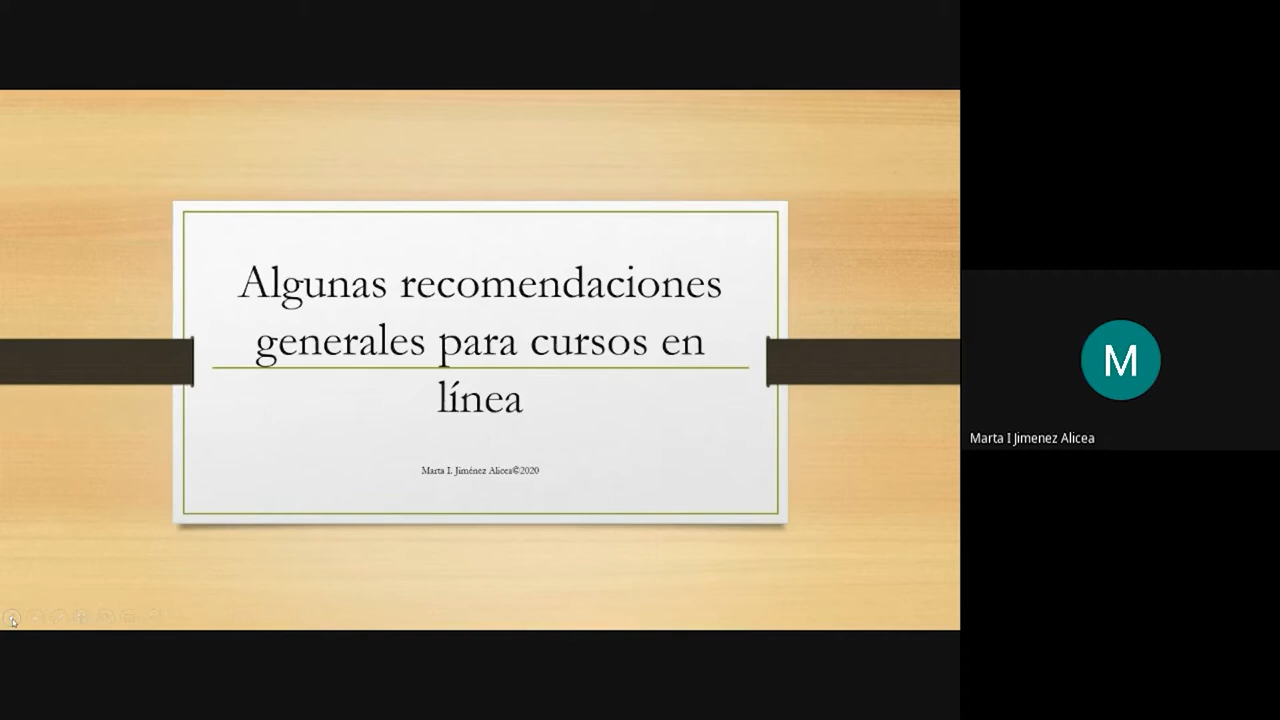 Algunas recomendaciones
generales para cursos en
línea
Marta I. Jiménez Alicea©2020
M
Marta I Jimenez Alicea